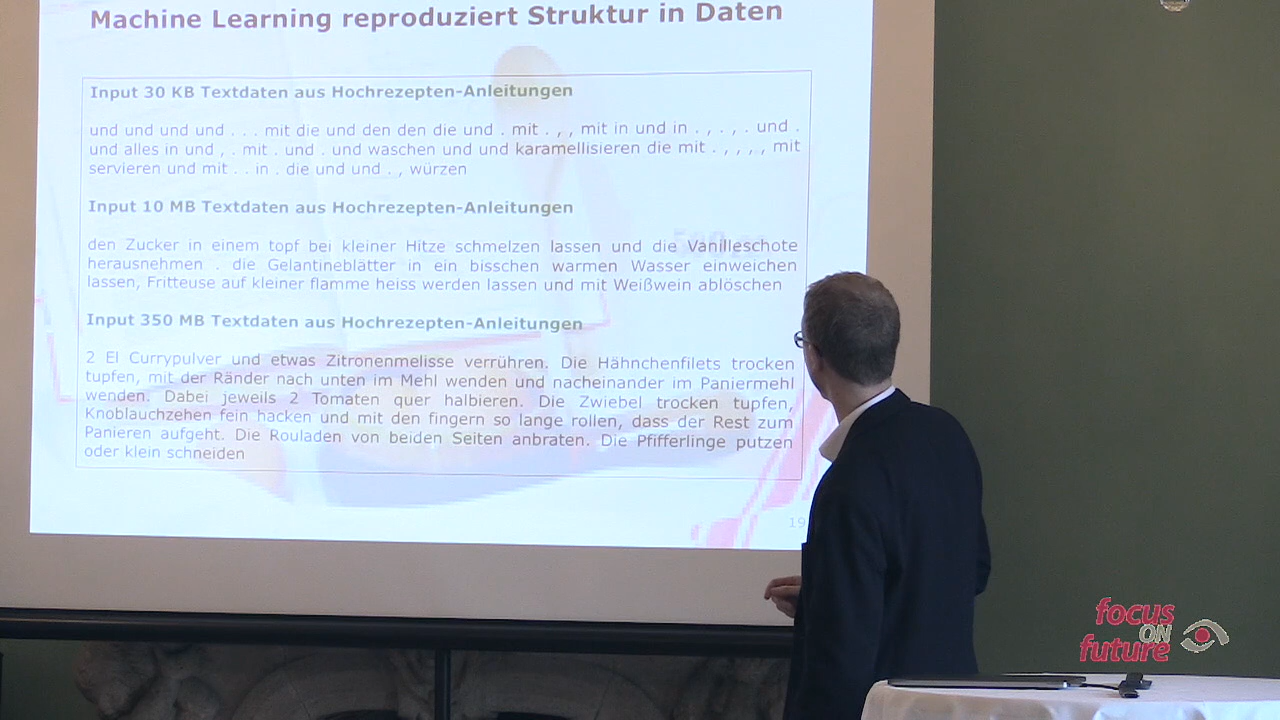 Machine Learning reproduziert Struktur in Daten
Input 30 KB Textdaten aus Hochrezepten-Anleitungen
und und und und . . . mit die und den den die und . mit . , , mit in und in . , . , . und .
und alles in und , . mit . und . und waschen und und karamellisieren die mit . , , , , mit
servieren und mit . . in . die und und . , würzen
Input 10 MB Textdaten aus Hochrezepten-Anleitungen
den Zucker in einem topf bei kleiner Hitze schmelzen lassen und die Vanilleschote
herausnehmen . die Gelantineblätter in ein bisschen warmen Wasser einweichen
lassen, Fritteuse auf kleiner flamme heiss werden lassen und mit Weißwein ablöschen
Input 350 MB Textdaten aus Hochrezepten-Anleitungen
2 El Currypulver und etwas Zitronenmelisse verrühren. Die Hähnchenfilets trocken
tupfen, mit der Ränder nach unten im Mehl wenden und nacheinander im Paniermehl
wenden. Dabei jeweils 2 Tomaten quer halbieren. Die Zwiebel trocken tupfen,
Knoblauchzehen fein hacken und mit den fingern so lange rollen, dass der Rest zum
Panieren aufgeht. Die Rouladen von beiden Seiten anbraten. Die Pfifferlinge putzen
oder klein schneiden
19
focus
ON
future